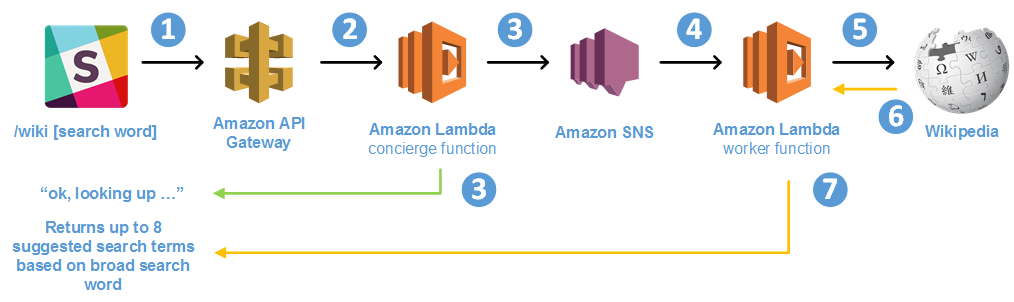 1
2
3
4
5
S
6
/wiki [search word]
Amazon API
Gateway
Amazon Lambda
concierge function
Amazon SNS
Amazon Lambda
worker function
Wikipedia
Ω
W
И
維
“ok, looking up …”
3
7
Returns up to 8
suggested search terms
based on broad search
word